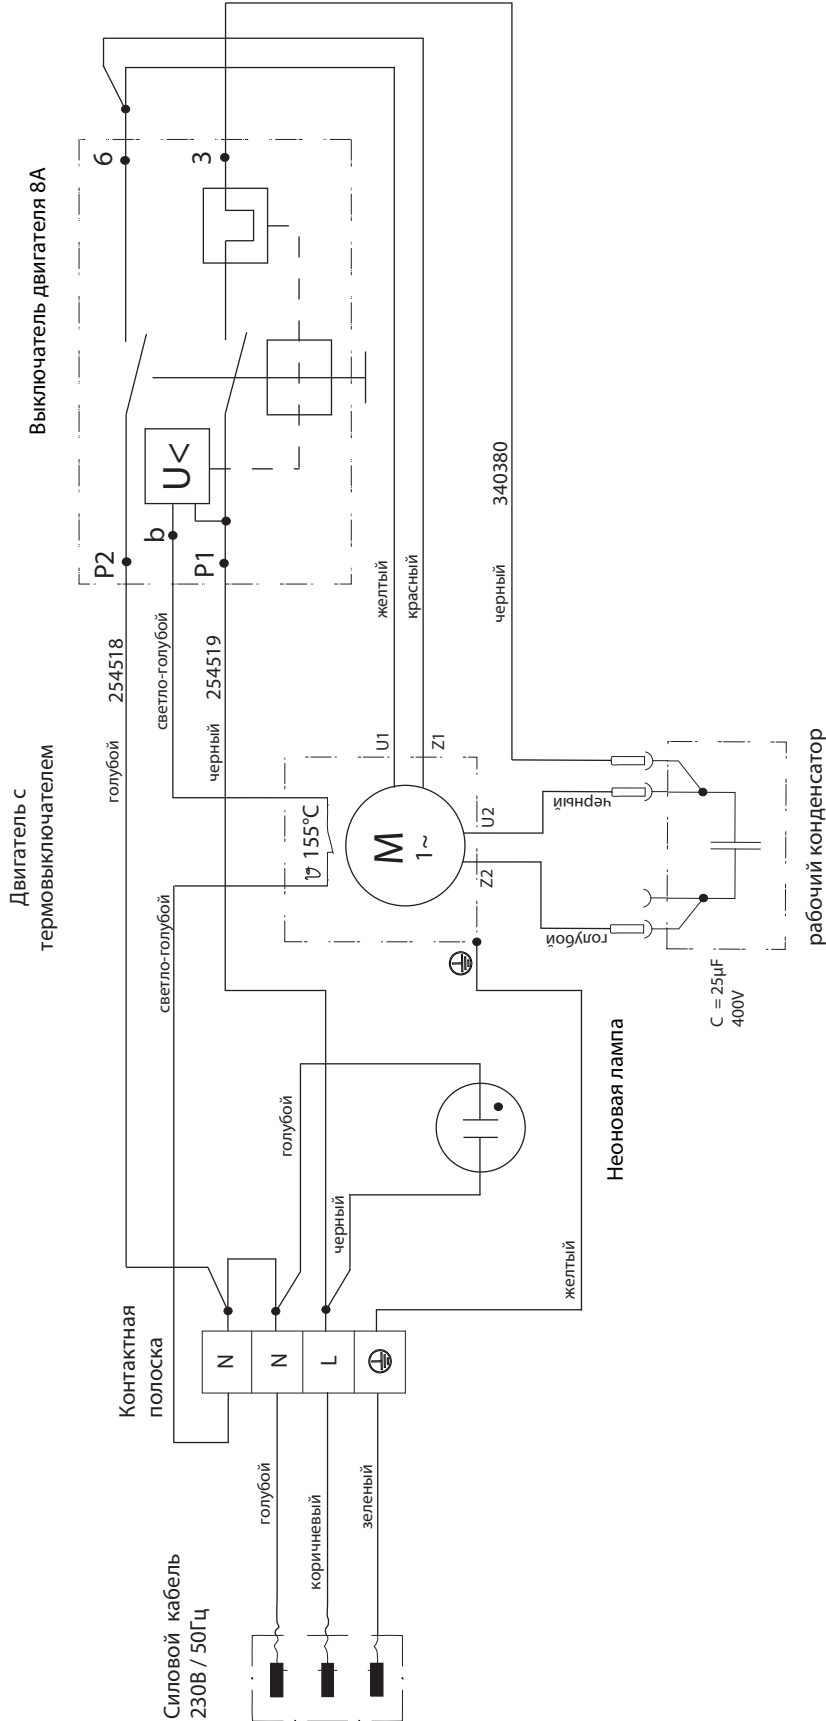 Силовой кабель
230В / 50Гц
голубой
коричневый
зеленый
Контактная
полоска
N
N
L
желтый
черный
голубой
Неоновая лампа
Двигатель с
термовыключателем
светло-голубой
голубой
254518
светло-голубой
черный
254519
ϑ 155°C
M
1~
U1
Z1
U2
Z2
желтый
красный
черный
340380
черный
голубой
C = 25µF
400V
рабочий конденсатор
Выключатель двигателя 8А
P2
b
P1
U<
6
3